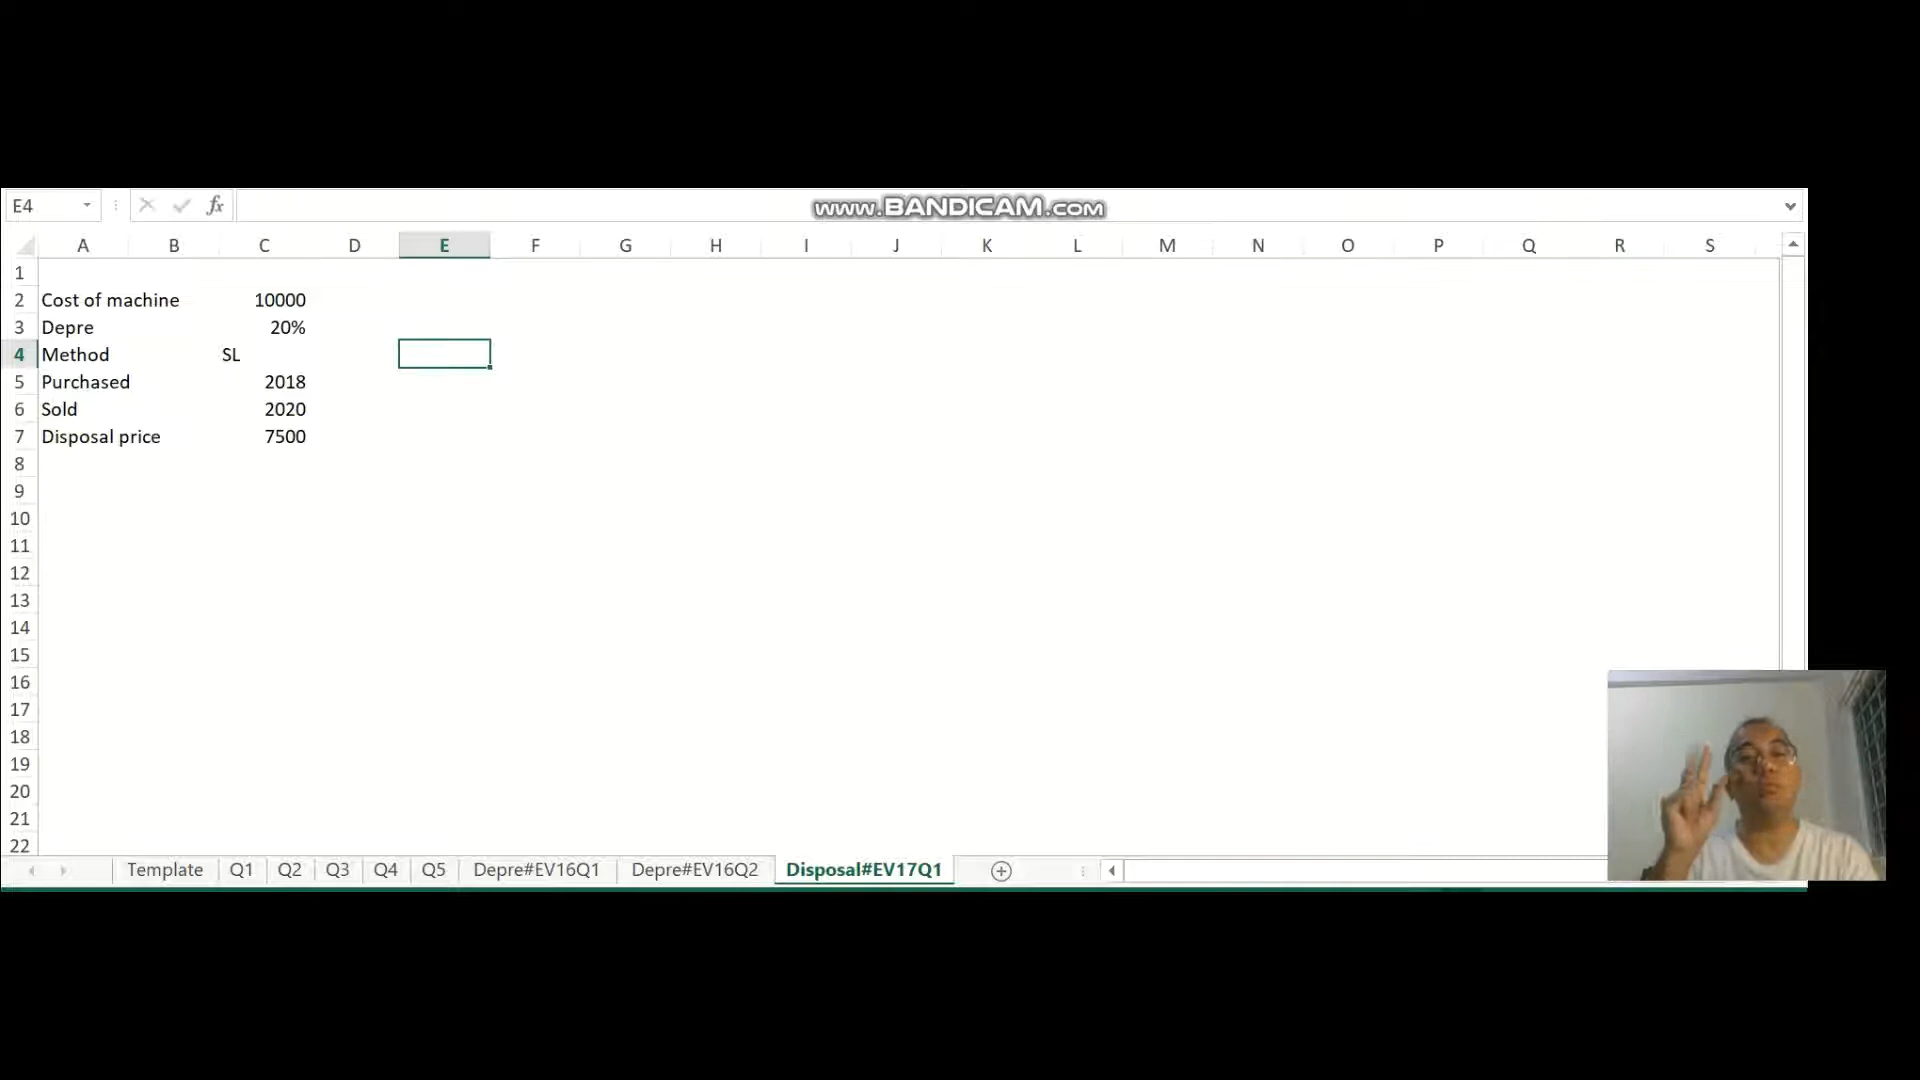 E4
fx
www.BANDICAM.com
A B C D E F G H I J K L M N O P Q R S
1
2 Cost of machine 10000
3 Depre 20%
4 Method SL
5 Purchased 2018
6 Sold 2020
7 Disposal price 7500
8
9
10
11
12
13
14
15
16
17
18
19
20
21
22
Template Q1 Q2 Q3 Q4 Q5 Depre#EV16Q1 Depre#EV16Q2 Disposal#EV17Q1